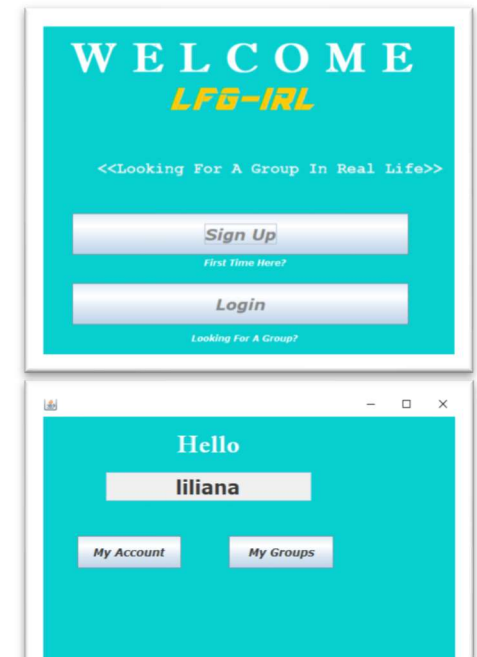 WELCOME
LFG-IRL
<<Looking For A Group In Real Life>>
Sign Up
First Time Here?
Login
Looking For A Group?
Hello
liliana
My Account My Groups